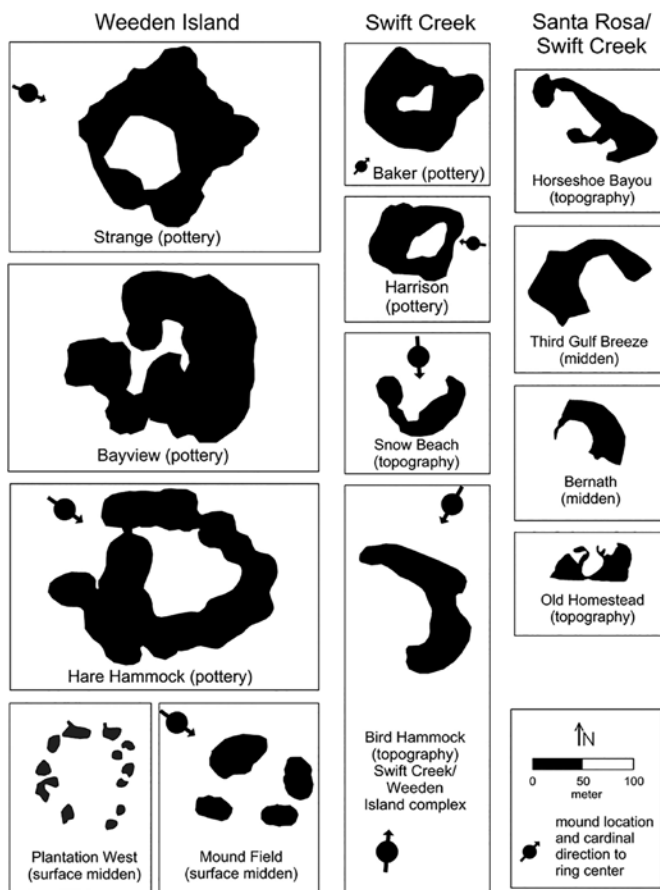 Weeden Island
Strange (pottery)
Bayview (pottery)
Hare Hammock (pottery)
Plantation West
(surface midden)
Mound Field
(surface midden)
Swift Creek
Baker (pottery)
Harrison
(pottery)
Snow Beach
(topography)
Bird Hammock
(topography)
Swift Creek/
Weeden
Island complex
Santa Rosa/
Swift Creek
Horseshoe Bayou
(topography)
Third Gulf Breeze
(midden)
Bernath
(midden)
Old Homestead
(topography)
N
0 50 100
meter
mound location
and cardinal
direction to
ring center